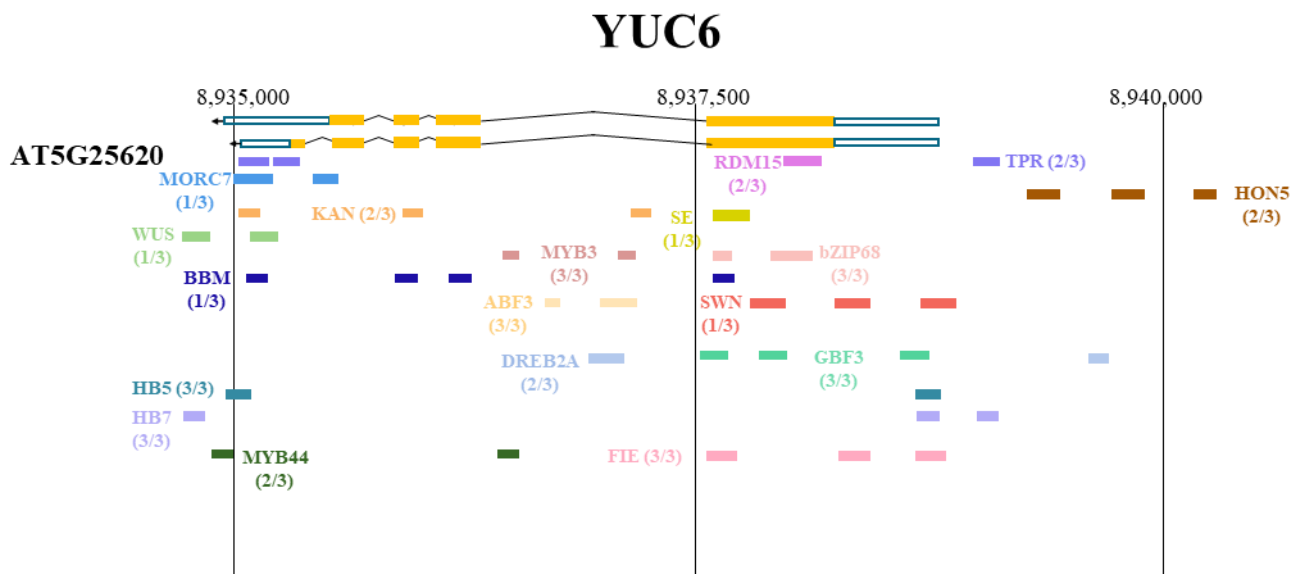 YUC6
8,935,000
8,937,500
8,940,000
AT5G25620
RDM15
(2/3)
TPR (2/3)
MORC7
(1/3)
HON5
(2/3)
KAN (2/3)
SE
(1/3)
WUS
(1/3)
MYB3
(3/3)
bZIP68
(3/3)
BBM
(1/3)
ABF3
(3/3)
SWN
(1/3)
DREB2A
(2/3)
GBF3
(3/3)
HB5 (3/3)
HB7
(3/3)
MYB44
(2/3)
FIE (3/3)